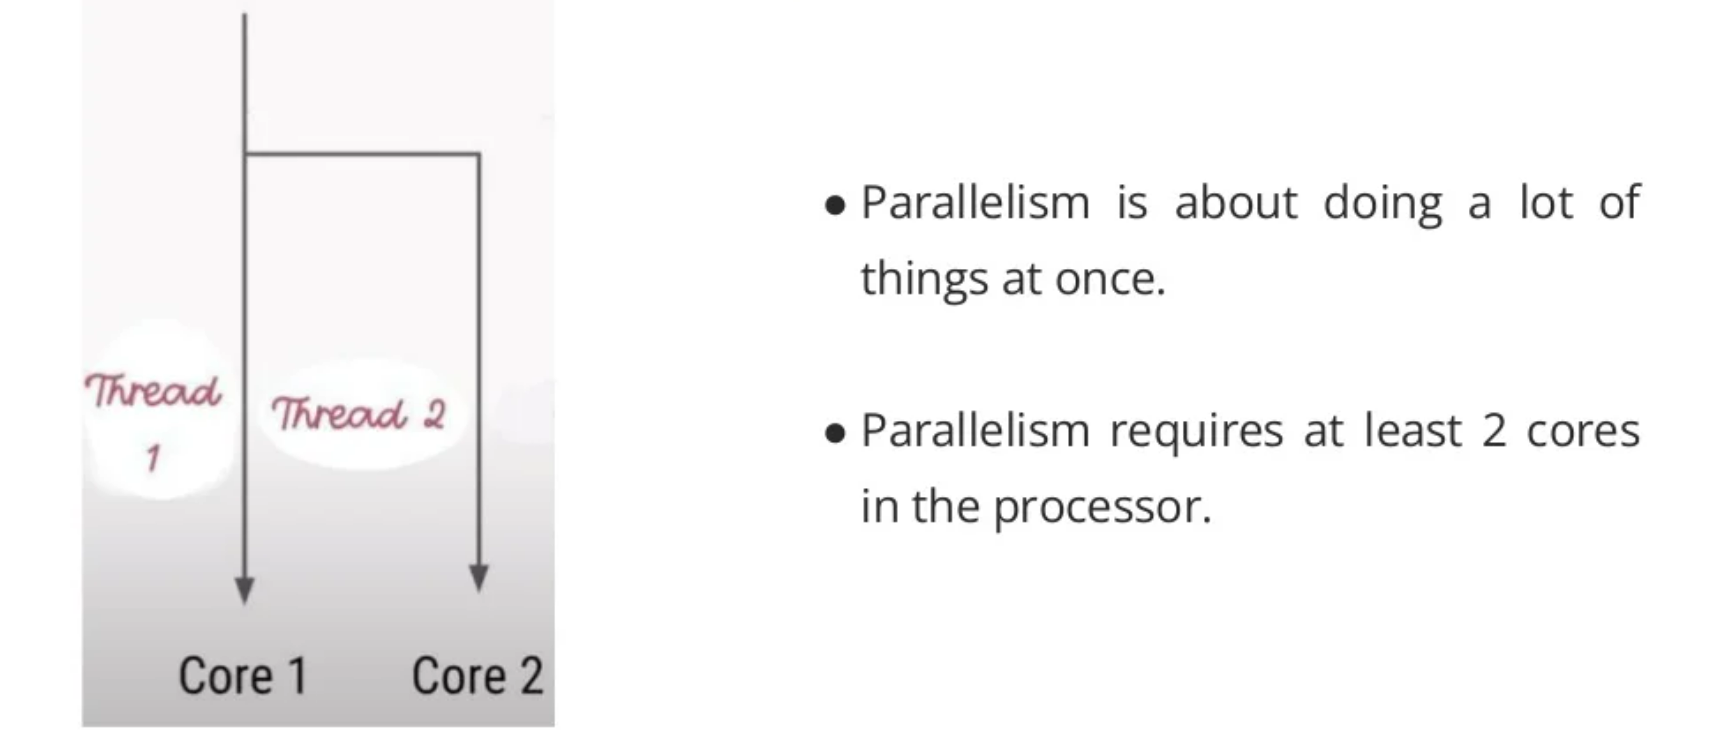 Thread
1
Thread 2
Core 1
Core 2
● Parallelism is about doing a lot of
things at once.
● Parallelism requires at least 2 cores
in the processor.